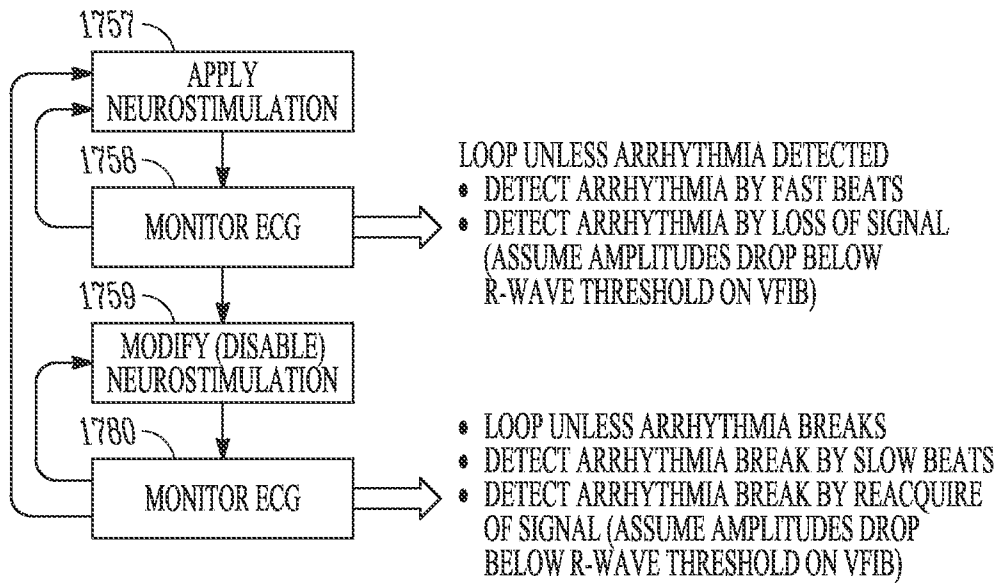 1757
APPLY
NEUROSTIMULATION
1758
MONITOR ECG
LOOP UNLESS ARRHYTHMIA DETECTED
• DETECT ARRHYTHMIA BY FAST BEATS
• DETECT ARRHYTHMIA BY LOSS OF SIGNAL
(ASSUME AMPLITUDES DROP BELOW
R-WAVE THRESHOLD ON VFIB)
1759
MODIFY (DISABLE)
NEUROSTIMULATION
1780
MONITOR ECG
• LOOP UNLESS ARRHYTHMIA BREAKS
• DETECT ARRHYTHMIA BREAK BY SLOW BEATS
• DETECT ARRHYTHMIA BREAK BY REACQUIRE
OF SIGNAL (ASSUME AMPLITUDES DROP
BELOW R-WAVE THRESHOLD ON VFIB)